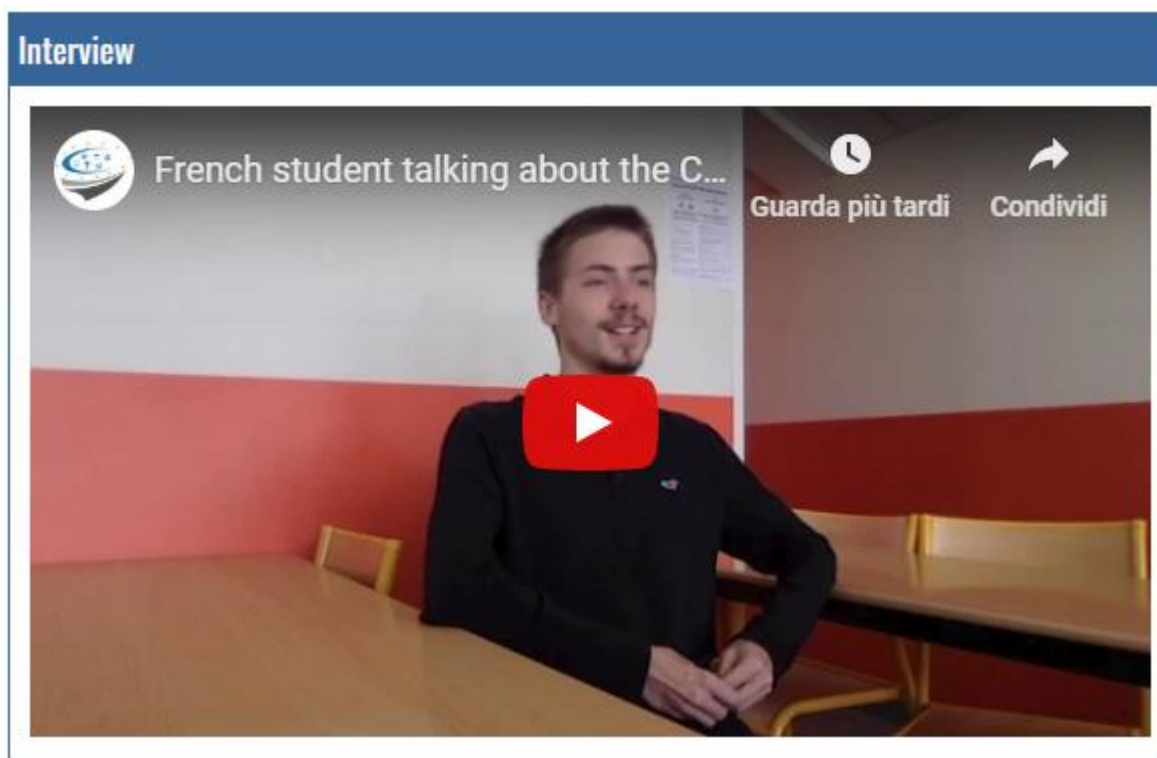 Interview
French student talking about the C...
Guarda più tardi
Condividi